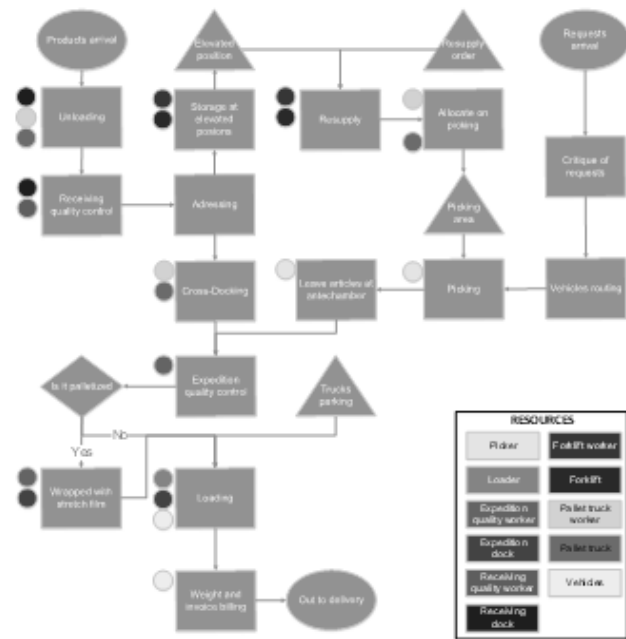 Products arrival
Elevated
position
Resupply
order
Requests
arrival
Unloading
Storage at
elevated
postions
Resupply
Allocate on
picking
Critique of
requests
Receiving
quality control
Adressing
Picking
area
Cross-Docking
Leave articles at
antechamber
Picking
Vehicles routing
Is it palletized
Expedition
quality control
Trucks
parking
No
Yes
Wrapped with
stretch film
Loading
Weight and
invoice billing
Out to delivery
RESOURCES
Picker
Forklift worker
Loader
Forklift
Expedition
quality worker
Pallet truck
worker
Expedition
dock
Pallet truck
Receiving
quality worker
Vehicles
Receiving
dock